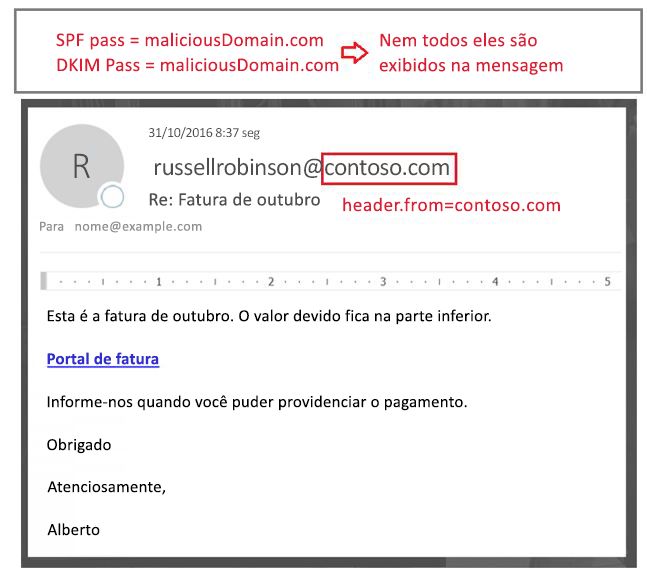 SPF pass = maliciousDomain.com
DKIM Pass = maliciousDomain.com
Nem todos eles são
exibidos na mensagem
31/10/2016 8:37 seg
R
russellrobinson@contoso.com
Re: Fatura de outubro
header.from=contoso.com
Para nome@example.com
1 2 3 4 5
Esta é a fatura de outubro. O valor devido fica na parte inferior.
Portal de fatura
Informe-nos quando você puder providenciar o pagamento.
Obrigado
Atenciosamente,
Alberto